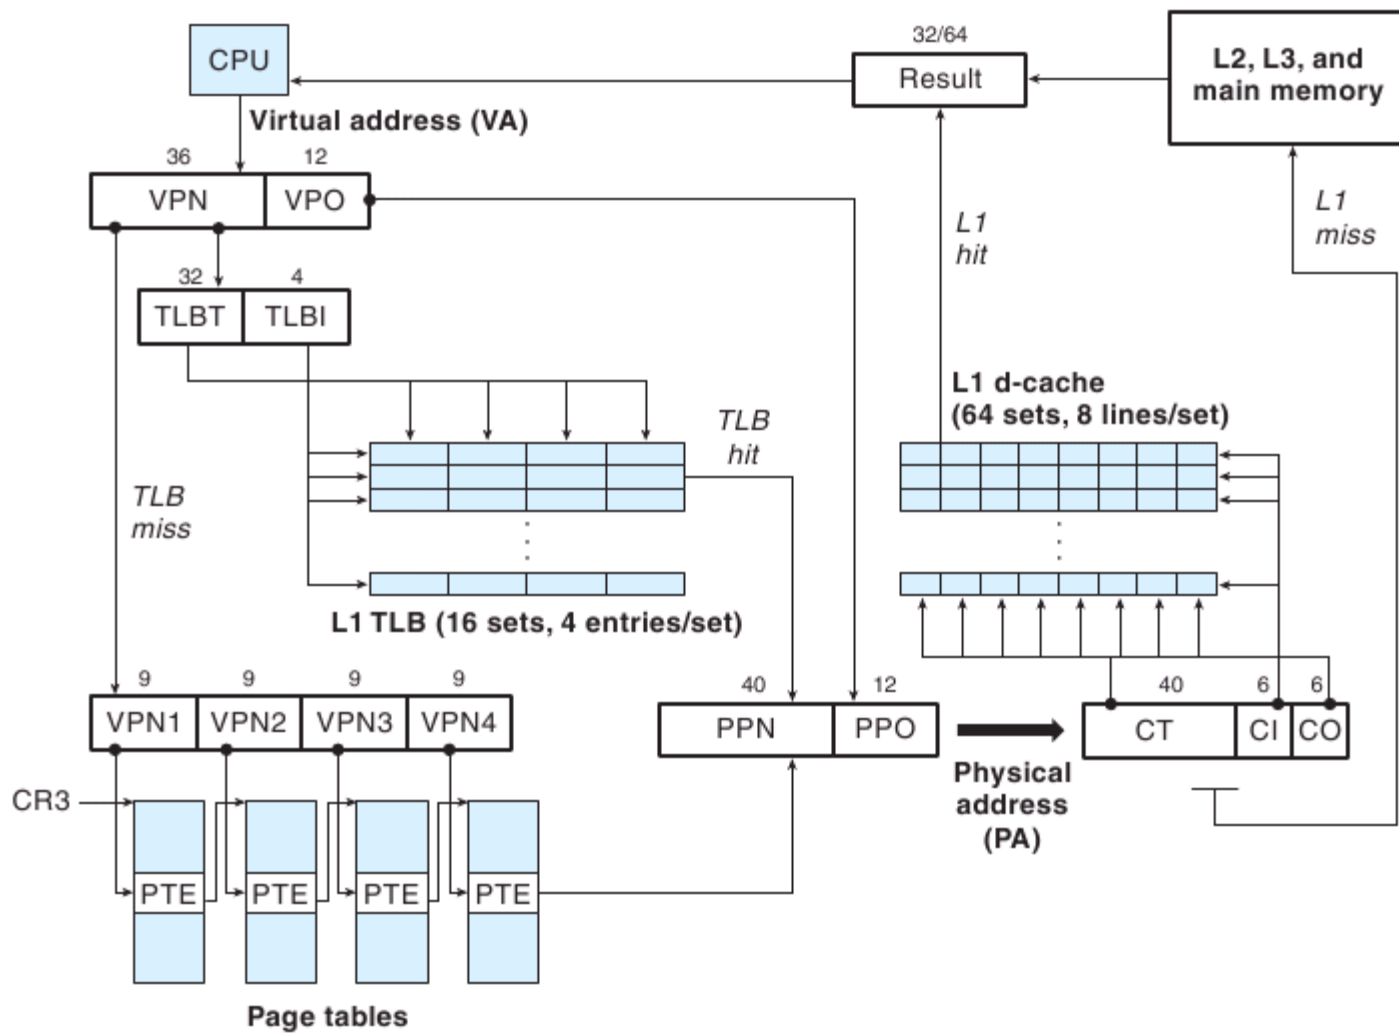 CPU
32/64
Result
L2, L3, and
main memory
Virtual address (VA)
36
12
VPN
VPO
L1
hit
L1
miss
32
4
TLBT
TLBI
TLB
hit
L1 d-cache
(64 sets, 8 lines/set)
TLB
miss
L1 TLB (16 sets, 4 entries/set)
9
9
9
9
VPN1
VPN2
VPN3
VPN4
40
12
PPN
PPO
40
6
6
CT
CI
CO
Physical
address
(PA)
CR3
PTE
PTE
PTE
PTE
Page tables